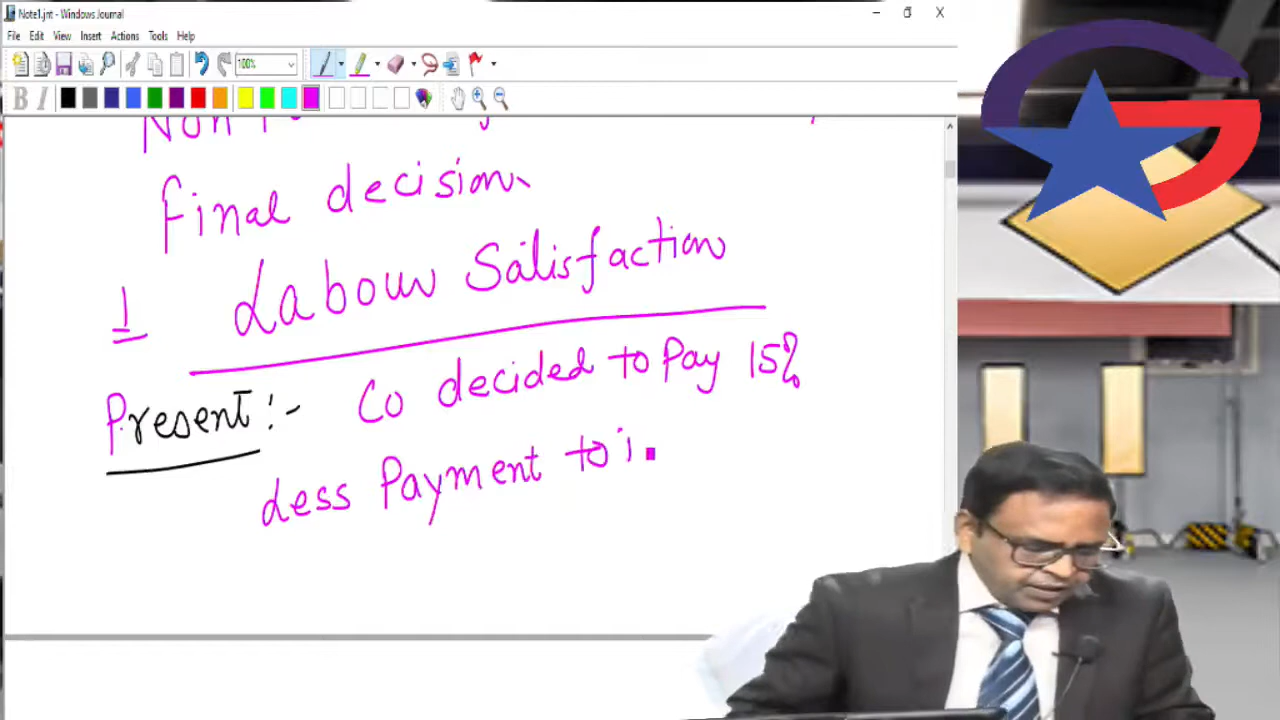 Note1.jnt - Windows Journal
File Edit View Insert Actions Tools Help
100%
B I
Final decision
1 Labour Satisfaction
Present :- Co decided to Pay 15%
Less Payment to i